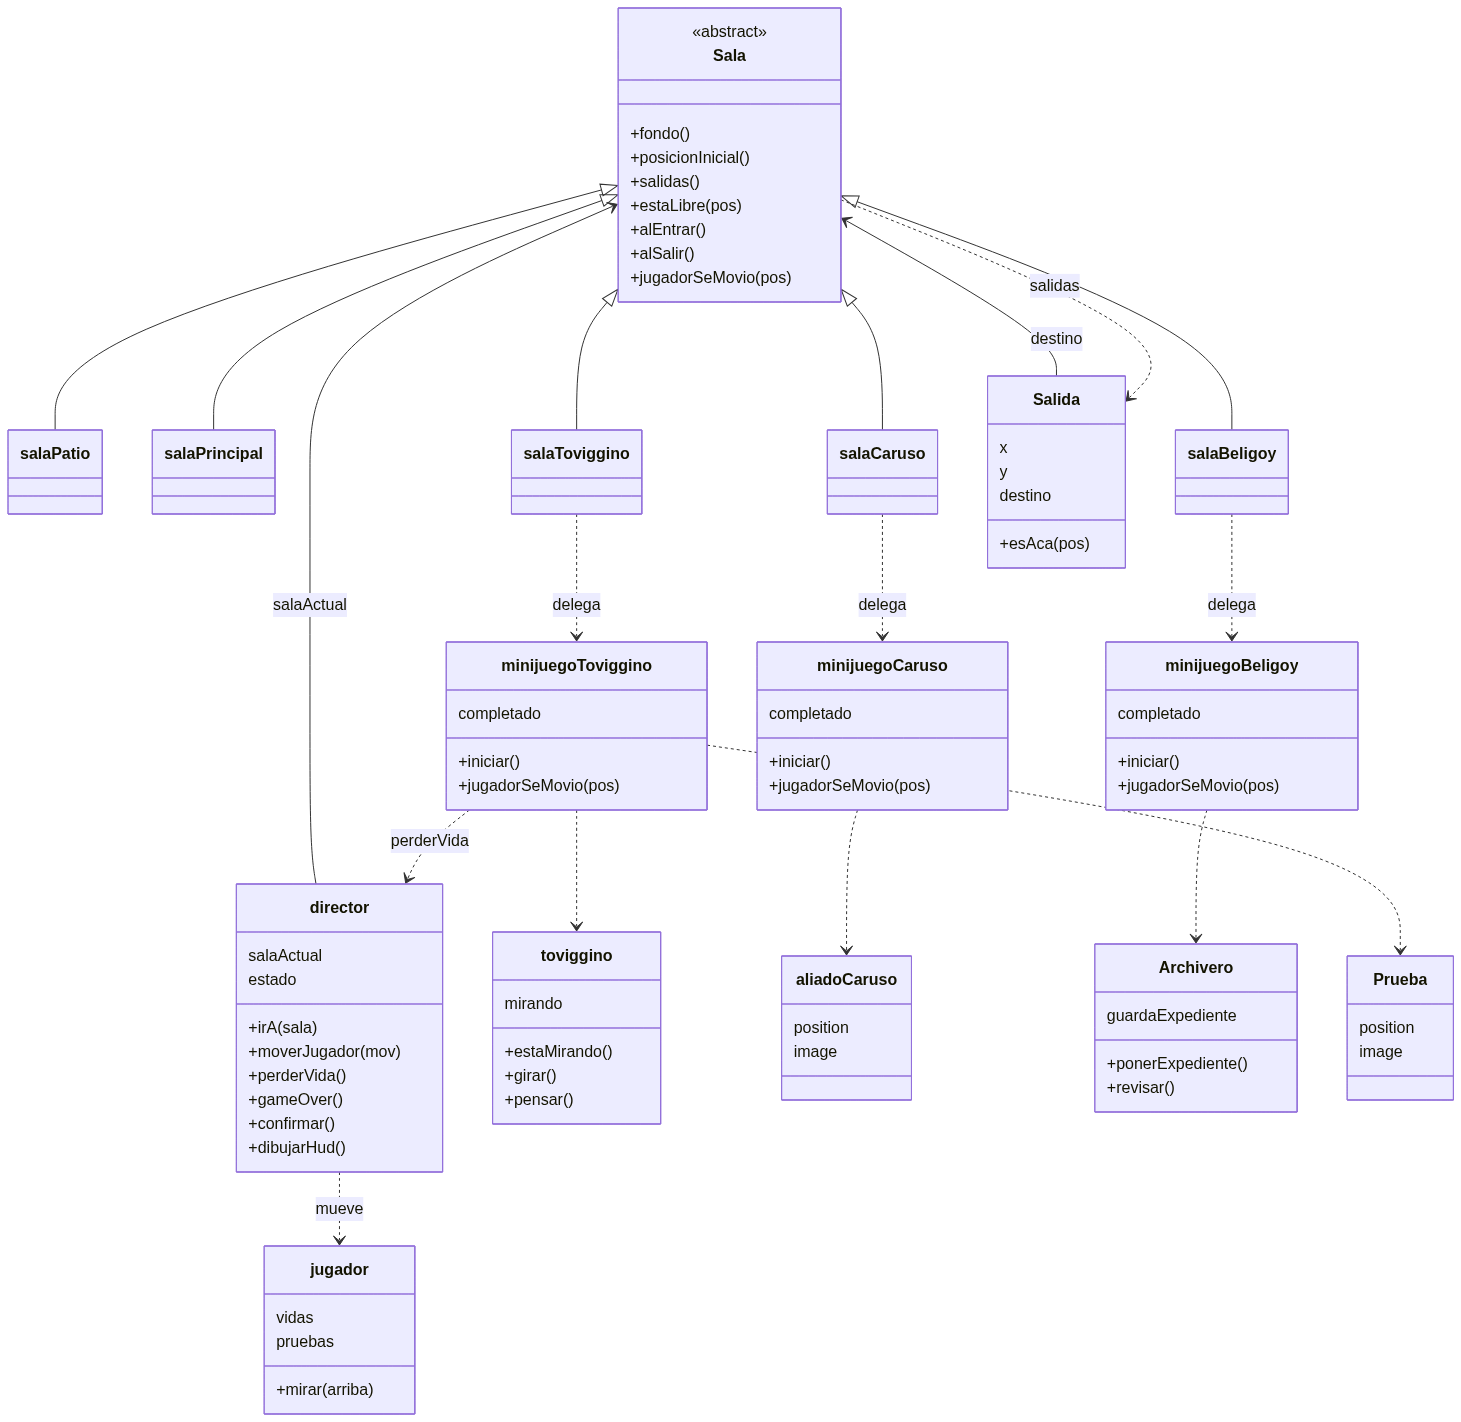 «abstract»
Sala
+fondo()
+posicionInicial()
+salidas()
+estaLibre(pos)
+alEntrar()
+alSalir()
+jugadorSeMovio(pos)
salidas
destino
salaPatio
salaPrincipal
salaToviggino
salaCaruso
Salida
x
y
destino
+esAca(pos)
salaBeligoy
salaActual
delega
delega
delega
minijuegoToviggino
completado
+iniciar()
+jugadorSeMovio(pos)
minijuegoCaruso
completado
+iniciar()
+jugadorSeMovio(pos)
minijuegoBeligoy
completado
+iniciar()
+jugadorSeMovio(pos)
perderVida
director
salaActual
estado
+irA(sala)
+moverJugador(mov)
+perderVida()
+gameOver()
+confirmar()
+dibujarHud()
toviggino
mirando
+estaMirando()
+girar()
+pensar()
aliadoCaruso
position
image
Archivero
guardaExpediente
+ponerExpediente()
+revisar()
Prueba
position
image
mueve
jugador
vidas
pruebas
+mirar(arriba)